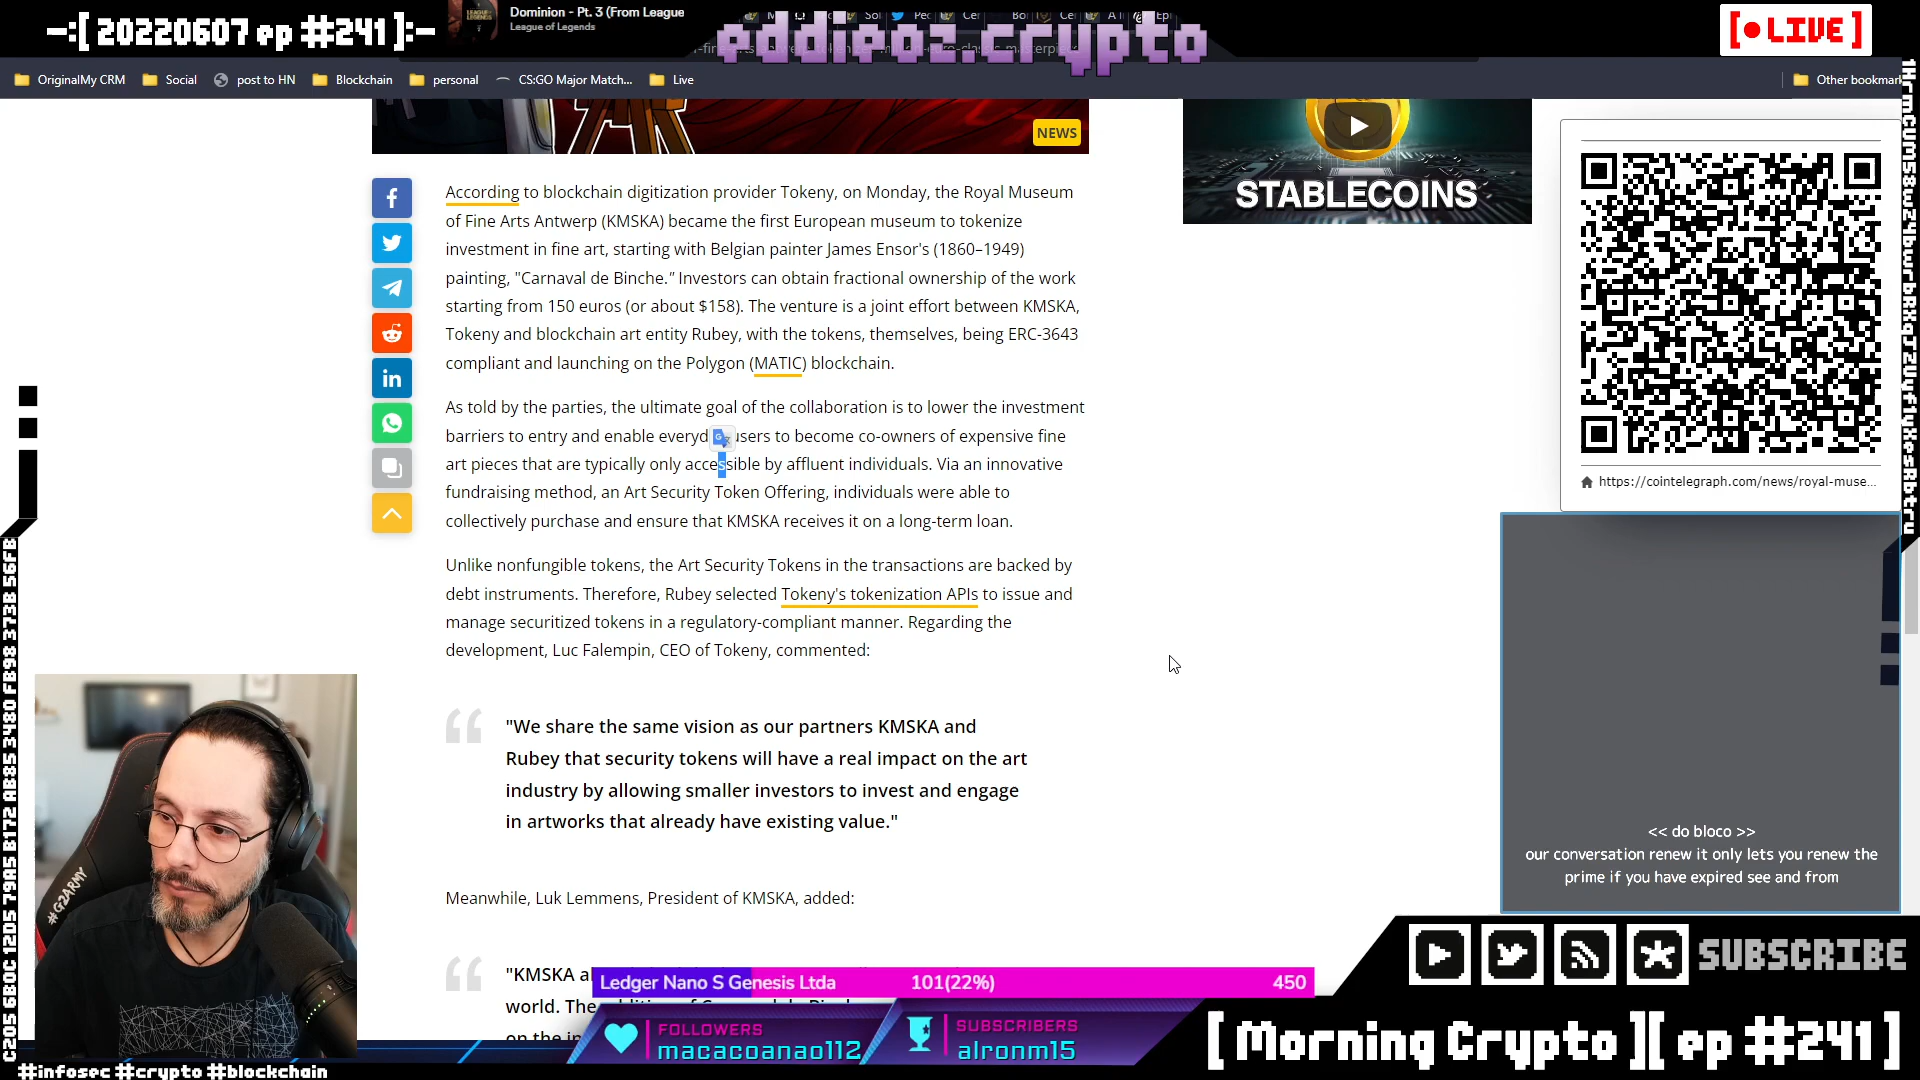 —:[ 20220607 ep #241 ]:—
Dominion - Pt. 3 (From League
League of Legends
eddieoz.crypto
[ • LIVE ]
OriginalMy CRM
Social
post to HN
Blockchain
personal
CS:GO Major Match...
Live
Other bookmark
NEWS
STABLECOINS
According to blockchain digitization provider Tokeny, on Monday, the Royal Museum
of Fine Arts Antwerp (KMSKA) became the first European museum to tokenize
investment in fine art, starting with Belgian painter James Ensor's (1860–1949)
painting, "Carnaval de Binche.” Investors can obtain fractional ownership of the work
starting from 150 euros (or about $158). The venture is a joint effort between KMSKA,
Tokeny and blockchain art entity Rubey, with the tokens, themselves, being ERC-3643
compliant and launching on the Polygon (MATIC) blockchain.
As told by the parties, the ultimate goal of the collaboration is to lower the investment
barriers to entry and enable everyd users to become co-owners of expensive fine
art pieces that are typically only accessible by affluent individuals. Via an innovative
fundraising method, an Art Security Token Offering, individuals were able to
collectively purchase and ensure that KMSKA receives it on a long-term loan.
Unlike nonfungible tokens, the Art Security Tokens in the transactions are backed by
debt instruments. Therefore, Rubey selected Tokeny's tokenization APIs to issue and
manage securitized tokens in a regulatory-compliant manner. Regarding the
development, Luc Falempin, CEO of Tokeny, commented:
"We share the same vision as our partners KMSKA and
Rubey that security tokens will have a real impact on the art
industry by allowing smaller investors to invest and engage
in artworks that already have existing value."
Meanwhile, Luk Lemmens, President of KMSKA, added:
"KMSKA
world. The
on the
https://cointelegraph.com/news/royal-muse...
<< do bloco >>
our conversation renew it only lets you renew the
prime if you have expired see and from
#G2ARMY
Ledger Nano S Genesis Ltda 101(22%) 450
FOLLOWERS
macacoanao112
SUBSCRIBERS
alronm15
SUBSCRIBE
[ Morning Crypto ][ ep #241 ]
#infosec #crypto #blockchain
C205 6B0C 12D5 79A5 B172 AB85 3480 FB98 373B 56FB